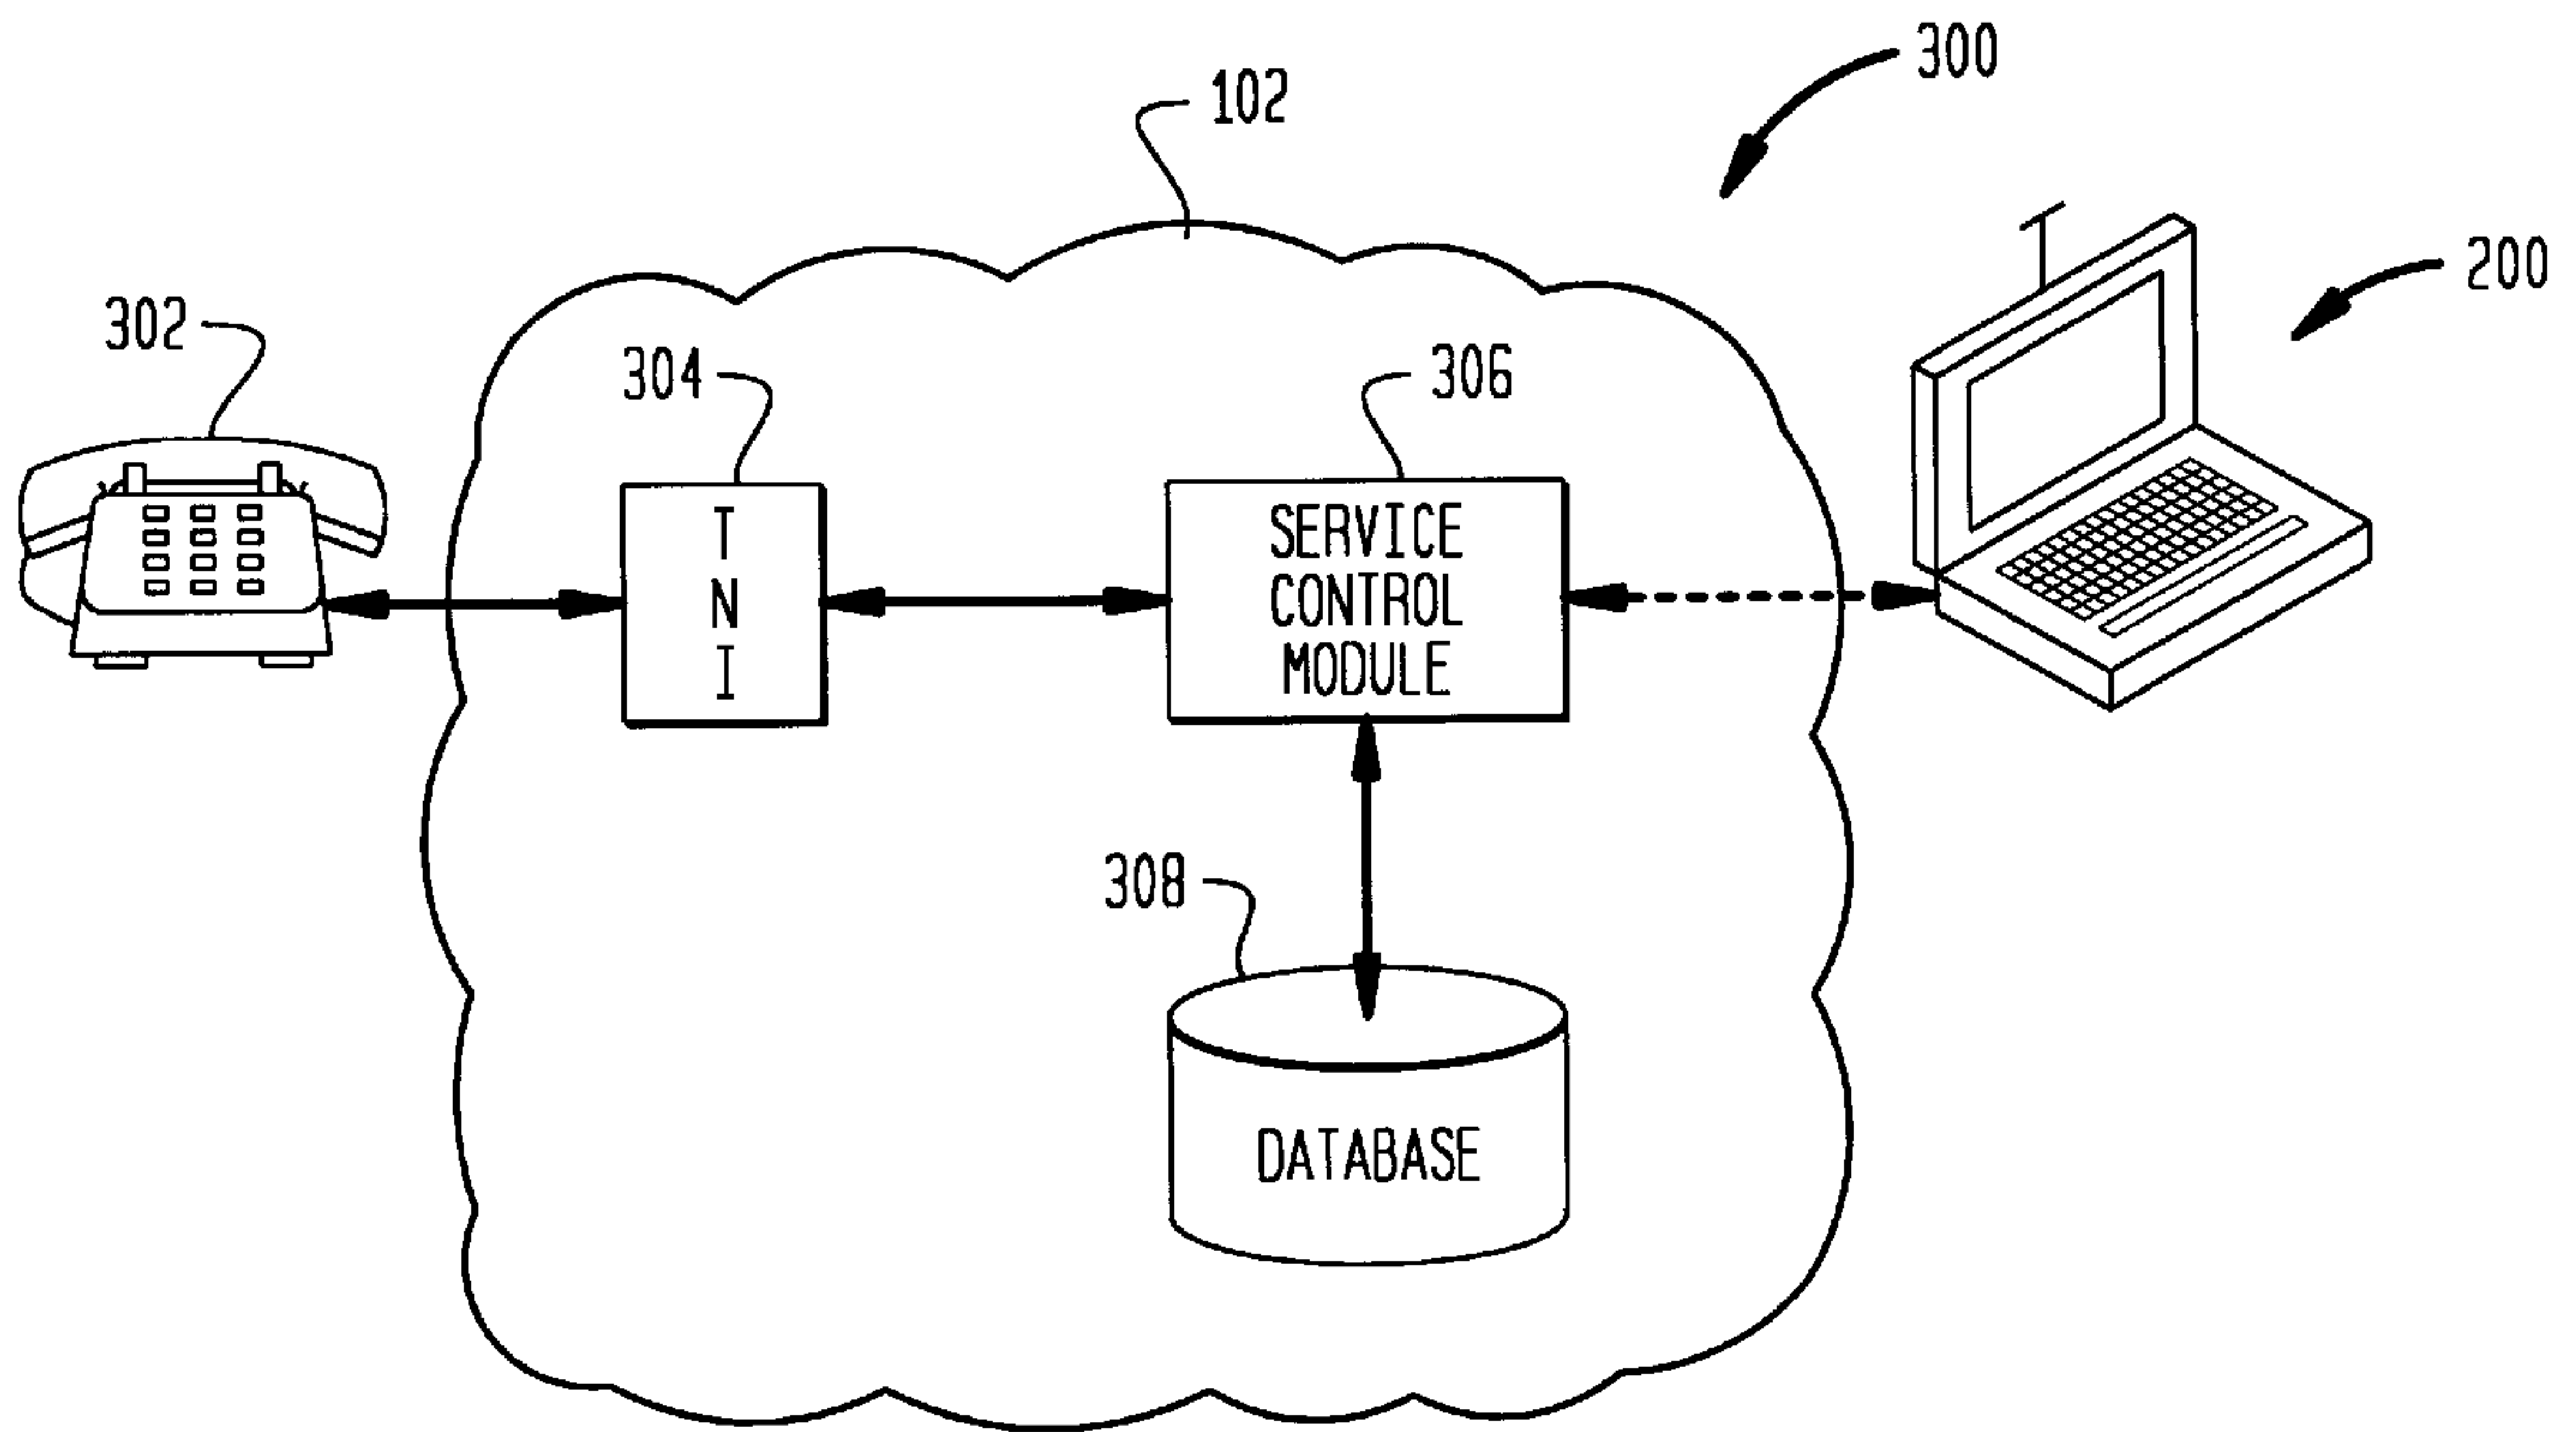 300
102
200
302
304
306
T
N
I
SERVICE
CONTROL
MODULE
308
DATABASE